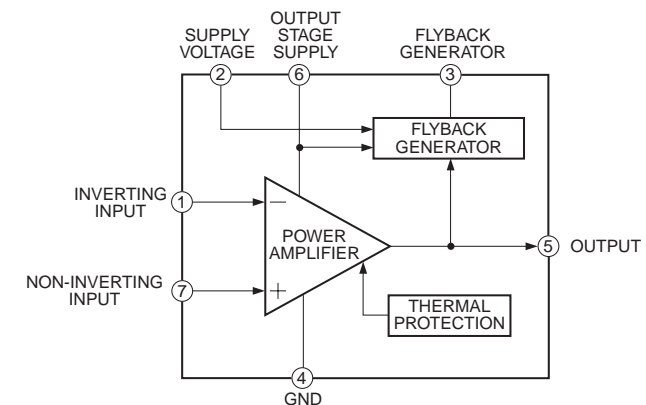 OUTPUT
STAGE
SUPPLY
SUPPLY
VOLTAGE
FLYBACK
GENERATOR
2
6
3
FLYBACK
GENERATOR
INVERTING
INPUT
1
−
POWER
AMPLIFIER
5
OUTPUT
NON-INVERTING
INPUT
7
+
THERMAL
PROTECTION
4
GND